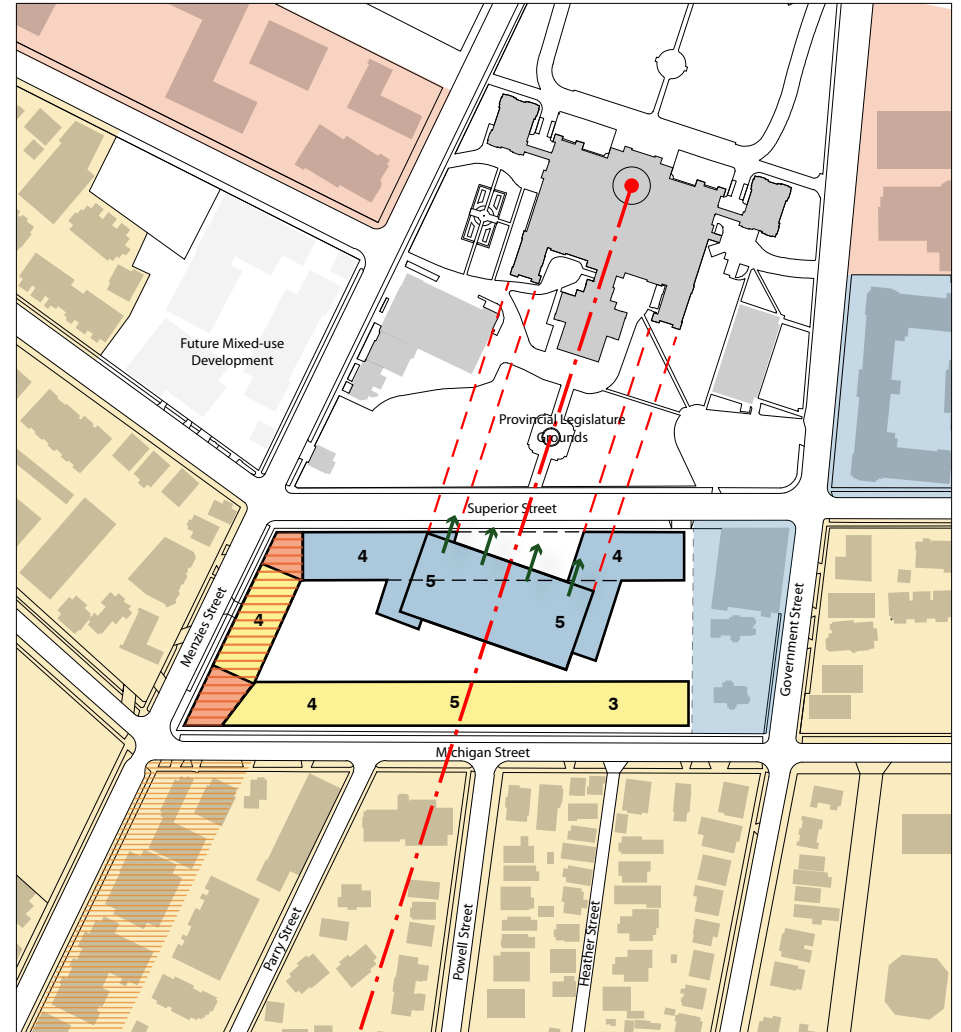 Future Mixed-use
Development
Provincial Legislature
Grounds
Superior Street
4
4
5
4
5
Menzies Street
Government Street
4
5
3
Michigan Street
Parry Street
Powell Street
Heather Street